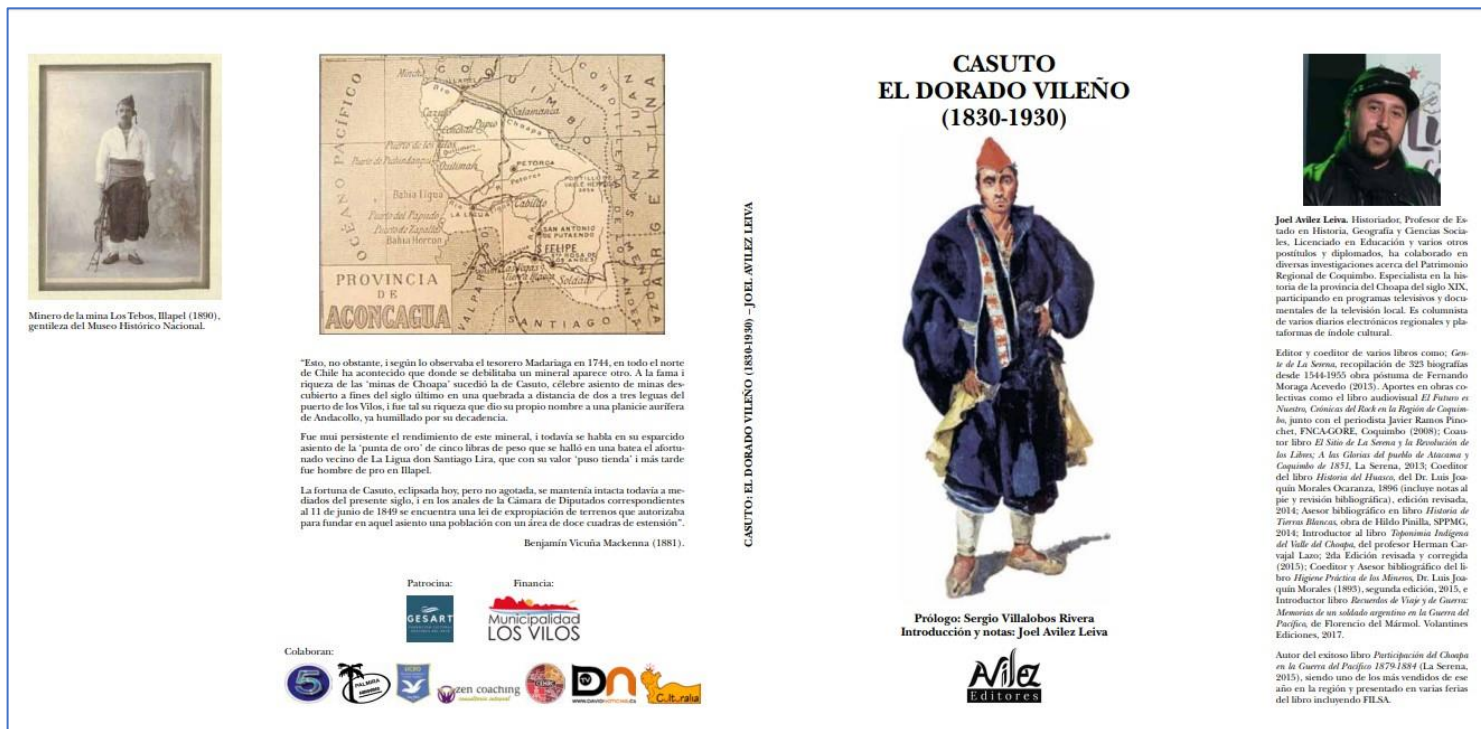 Minero de la mina Los Tebos, Illapel (1890),
gentileza del Museo Histórico Nacional.
OCÉANO PACÍFICO
COQUIMBO
Mincha
Salamanca
Choapa
Pupio
Puerto de los Vilos
PETORCA
Bahia Ligua
LA LIGUA
Cabildo
Puerto del Papudo
Puerto de Zapallar
Bahia Horcon
SAN ANTONIO
DE PUTAENDO
S. FELIPE
STA ROSA DE
LOS ANDES
VALPARAISO
SANTIAGO
ARGENTINA
PROVINCIA
DE
ACONCAGUA
"Esto, no obstante, i según lo observaba el tesorero Madariaga en 1744, en todo el norte
de Chile ha acontecido que donde se debilitaba un mineral aparece otro. A la fama i
riqueza de las 'minas de Choapa' sucedió la de Casuto, célebre asiento de minas des-
cubierto a fines del siglo último en una quebrada a distancia de dos a tres leguas del
puerto de los Vilos, i fue tal su riqueza que dio su propio nombre a una planicie aurífera
de Andacollo, ya humillado por su decadencia.
Fue mui persistente el rendimiento de este mineral, i todavía se habla en su esparcido
asiento de la 'punta de oro' de cinco libras de peso que se halló en una batea el afortu-
nado vecino de La Ligua don Santiago Lira, que con su valor 'puso tienda' i más tarde
fue hombre de pro en Illapel.
La fortuna de Casuto, eclipsada hoy, pero no agotada, se mantenía intacta todavía a me-
diados del presente siglo, i en los anales de la Cámara de Diputados correspondientes
al 11 de junio de 1849 se encuentra una lei de expropiación de terrenos que autorizaba
para fundar en aquel asiento una población con un área de doce cuadras de estensión".
Benjamín Vicuña Mackenna (1881).
Patrocina:
Financia:
GESART
Municipalidad
LOS VILOS
Colaboran:
5
PALMIRA
zen coaching
TV
DN
WWW.DAVIDNOTICIAS.CL
Culturalia
CASUTO: EL DORADO VILEÑO (1830-1930) – JOEL AVILEZ LEIVA
CASUTO
EL DORADO VILEÑO
(1830-1930)
Prólogo: Sergio Villalobos Rivera
Introducción y notas: Joel Avilez Leiva
Avilez
Editores
Joel Avilez Leiva. Historiador, Profesor de Es-
tado en Historia, Geografía y Ciencias Socia-
les, Licenciado en Educación y varios otros
postítulos y diplomados, ha colaborado en
diversas investigaciones acerca del Patrimonio
Regional de Coquimbo. Especialista en la his-
toria de la provincia del Choapa del siglo XIX,
participando en programas televisivos y docu-
mentales de la televisión local. Es columnista
de varios diarios electrónicos regionales y pla-
taformas de índole cultural.
Editor y coeditor de varios libros como; Gen-
te de La Serena, recopilación de 323 biografías
desde 1544-1955 obra póstuma de Fernando
Moraga Acevedo (2013). Aportes en obras co-
lectivas como el libro audiovisual El Futuro es
Nuestro, Crónicas del Rock en la Región de Coquim-
bo, junto con el periodista Javier Ramos Pino-
chet, FNCA-GORE, Coquimbo (2008); Coau-
tor libro El Sitio de La Serena y la Revolución de
los Libres; A las Glorias del pueblo de Atacama y
Coquimbo de 1851, La Serena, 2013; Coeditor
del libro Historia del Huasco, del Dr. Luis Joa-
quín Morales Ocaranza, 1896 (incluye notas al
pie y revisión bibliográfica), edición revisada,
2014; Asesor bibliográfico en libro Historia de
Tierras Blancas, obra de Hildo Pinilla, SPPMG,
2014; Introductor al libro Toponimia Indígena
del Valle del Choapa, del profesor Herman Car-
vajal Lazo; 2da Edición revisada y corregida
(2015); Coeditor y Asesor bibliográfico del li-
bro Higiene Práctica de los Mineros, Dr. Luis Joa-
quín Morales (1893), segunda edición, 2015, e
Introductor libro Recuerdos de Viaje y de Guerra:
Memorias de un soldado argentino en la Guerra del
Pacífico, de Florencio del Mármol. Volantines
Ediciones, 2017.
Autor del exitoso libro Participación del Choapa
en la Guerra del Pacífico 1879-1884 (La Serena,
2015), siendo uno de los más vendidos de ese
año en la región y presentado en varias ferias
del libro incluyendo FILSA.